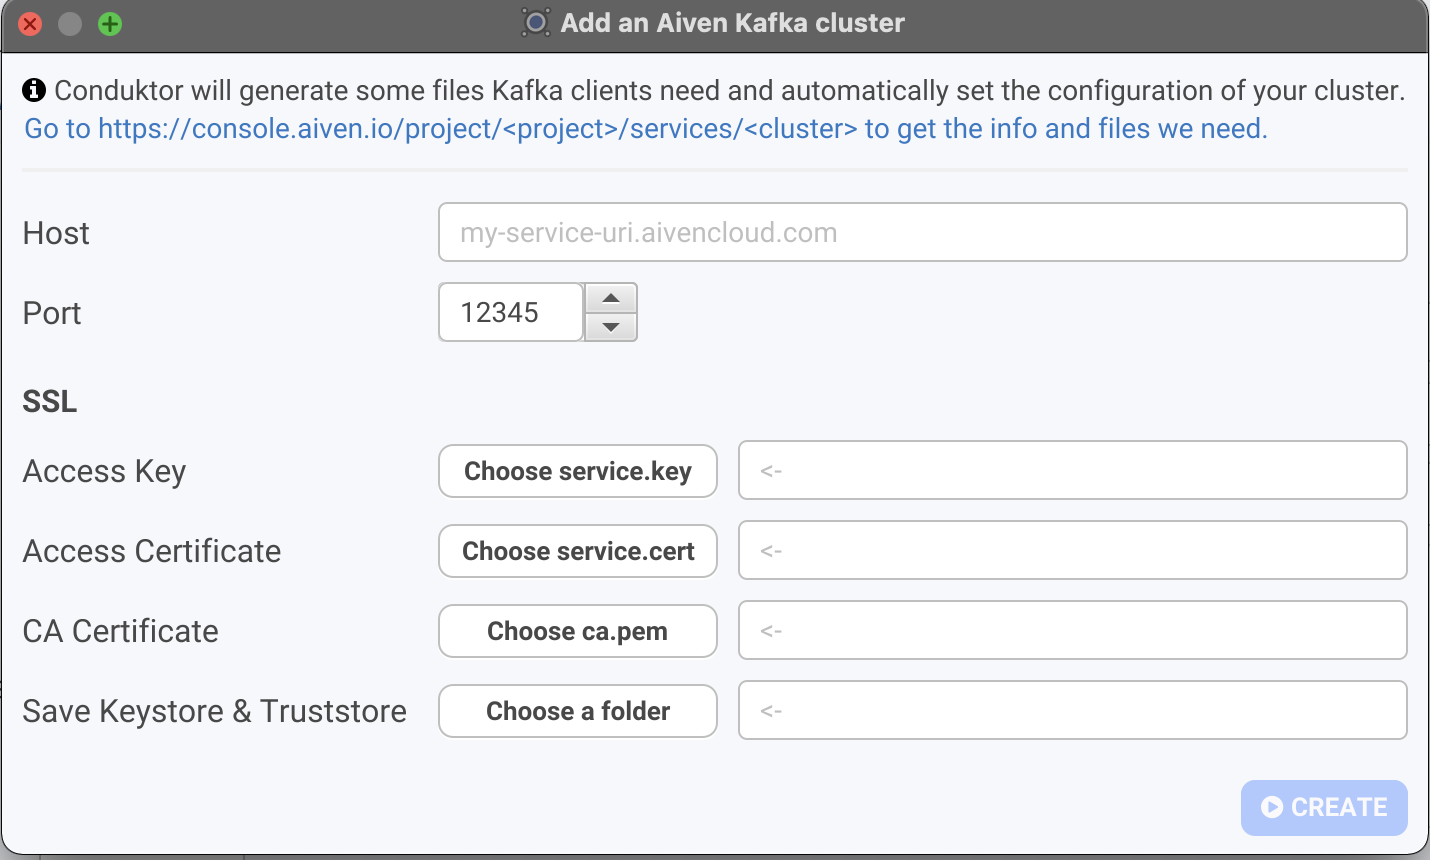 Add an Aiven Kafka cluster
Conduktor will generate some files Kafka clients need and automatically set the configuration of your cluster.
Go to https://console.aiven.io/project/<project>/services/<cluster> to get the info and files we need.
Host my-service-uri.aivencloud.com
Port 12345
SSL
Access Key Choose service.key <-
Access Certificate Choose service.cert <-
CA Certificate Choose ca.pem <-
Save Keystore & Truststore Choose a folder <-
CREATE